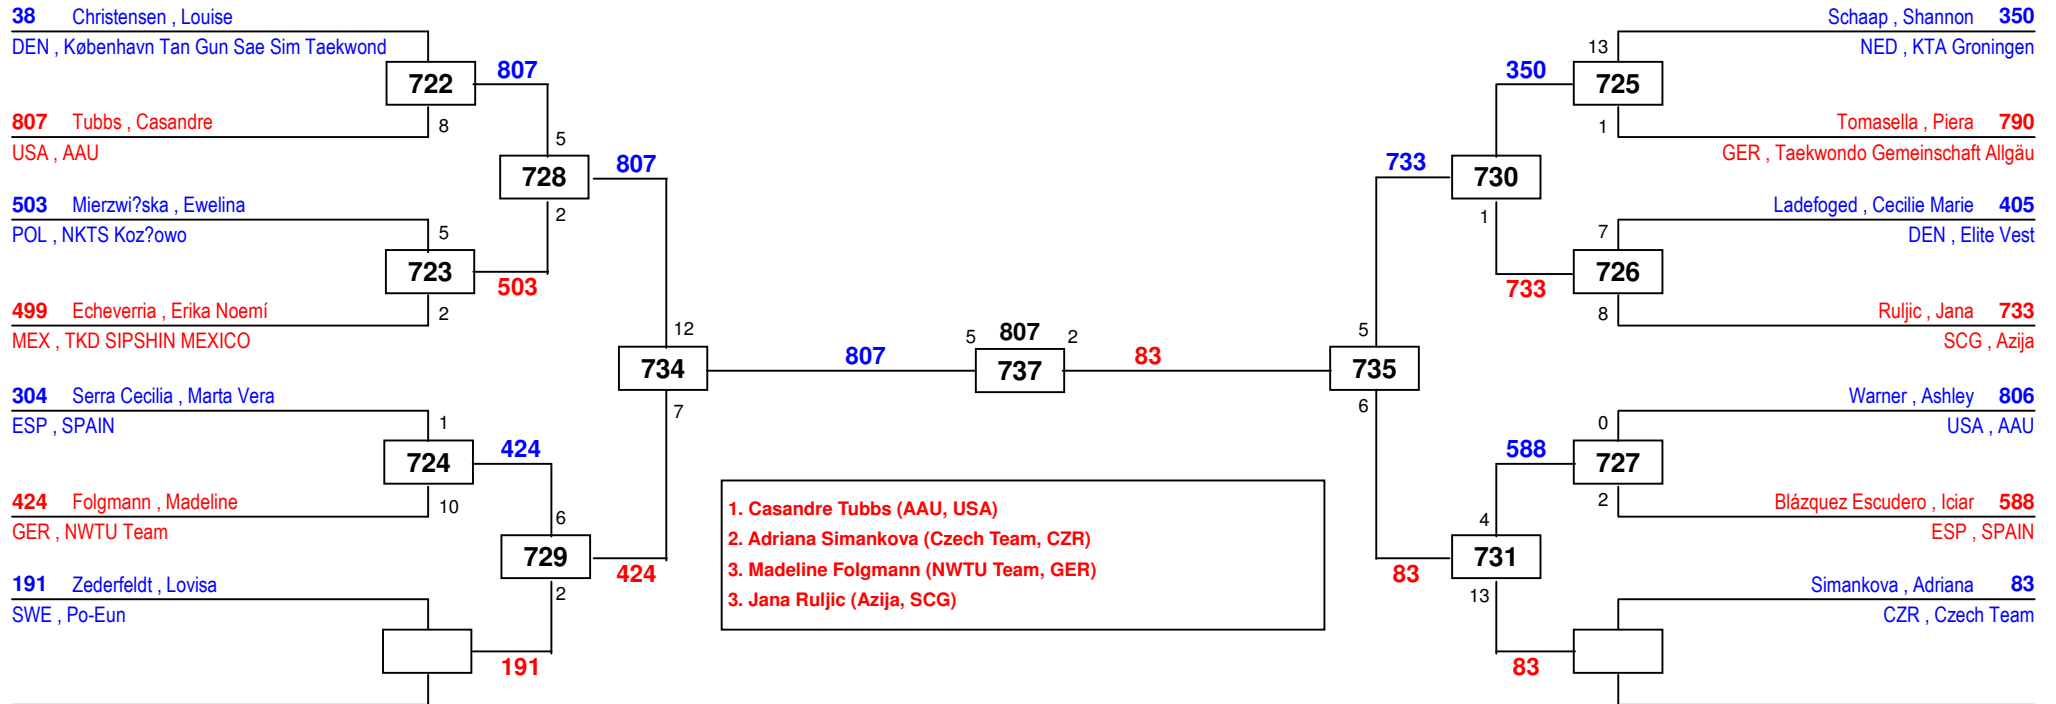 38 Christensen , Louise
DEN , København Tan Gun Sae Sim Taekwond
722
807
807 Tubbs , Casandre
8
USA , AAU
5
728
807
503 Mierzwi?ska , Ewelina
POL , NKTS Koz?owo
5
2
723
503
499 Echeverria , Erika Noemí
2
MEX , TKD SIPSHIN MEXICO
12
734
807
7
304 Serra Cecilia , Marta Vera
ESP , SPAIN
1
724
424
424 Folgmann , Madeline
10
GER , NWTU Team
6
729
424
2
191 Zederfeldt , Lovisa
SWE , Po-Eun
191
5 807 2
737
83
1. Casandre Tubbs (AAU, USA)
2. Adriana Simankova (Czech Team, CZR)
3. Madeline Folgmann (NWTU Team, GER)
3. Jana Ruljic (Azija, SCG)
Schaap , Shannon 350
13
NED , KTA Groningen
350
725
1
Tomasella , Piera 790
GER , Taekwondo Gemeinschaft Allgäu
733
730
1
Ladefoged , Cecilie Marie 405
7
DEN , Elite Vest
733
726
8
Ruljic , Jana 733
SCG , Azija
5
735
6
Warner , Ashley 806
0
USA , AAU
588
727
2
Blázquez Escudero , Iciar 588
ESP , SPAIN
4
731
83
13
Simankova , Adriana 83
CZR , Czech Team
83